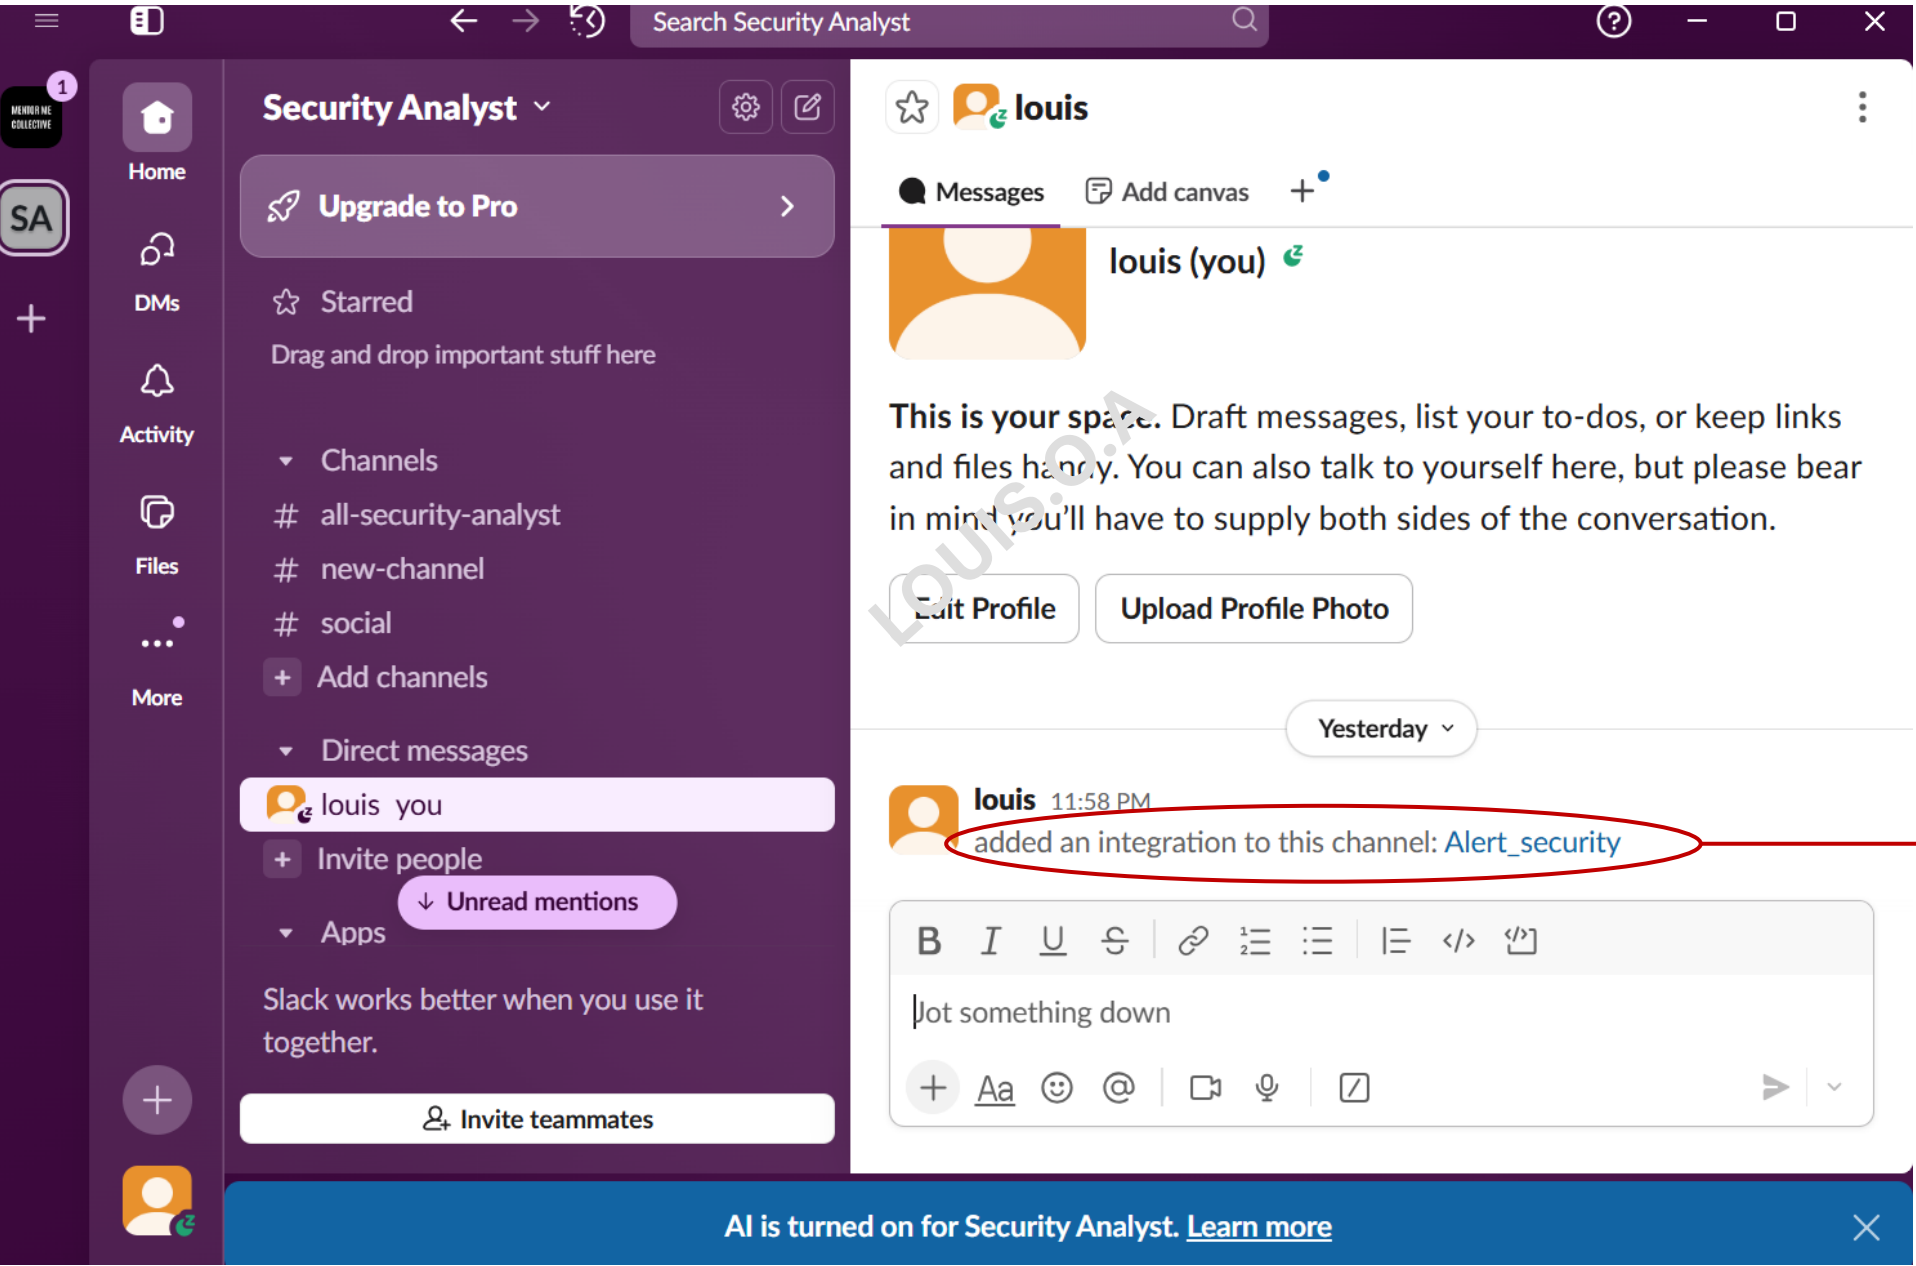 Search Security Analyst
MENTOR ME
COLLECTIVE
1
SA
Home
DMs
Activity
Files
More
Security Analyst
Upgrade to Pro
Starred
Drag and drop important stuff here
Channels
# all-security-analyst
# new-channel
# social
+ Add channels
Direct messages
louis you
+ Invite people
↓ Unread mentions
Apps
Slack works better when you use it
together.
Invite teammates
louis
Messages
Add canvas
+
louis (you)
This is your space. Draft messages, list your to-dos, or keep links
and files handy. You can also talk to yourself here, but please bear
in mind you'll have to supply both sides of the conversation.
LOUIS.O.A
Edit Profile
Upload Profile Photo
Yesterday
louis 11:58 PM
added an integration to this channel: Alert_security
B I U S
Jot something down
+ Aa @
AI is turned on for Security Analyst. Learn more